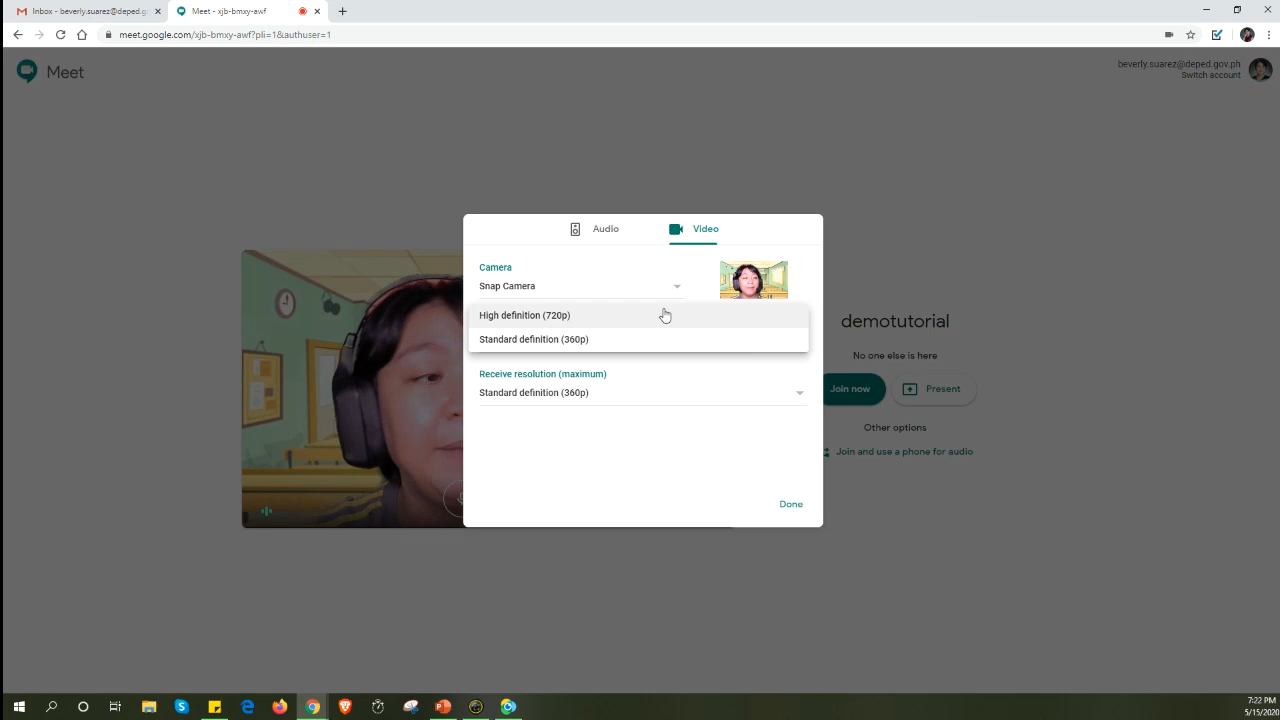 Inbox - beverly.suarez@deped.g
Meet - xjb-bmxy-awf
meet.google.com/xjb-bmxy-awf?pli=1&authuser=1
Meet
beverly.suarez@deped.gov.ph
Switch account
Audio
Video
Camera
Snap Camera
High definition (720p)
Standard definition (360p)
Receive resolution (maximum)
Standard definition (360p)
Done
demotutorial
No one else is here
Join now
Present
Other options
Join and use a phone for audio
7:22 PM
5/15/2020